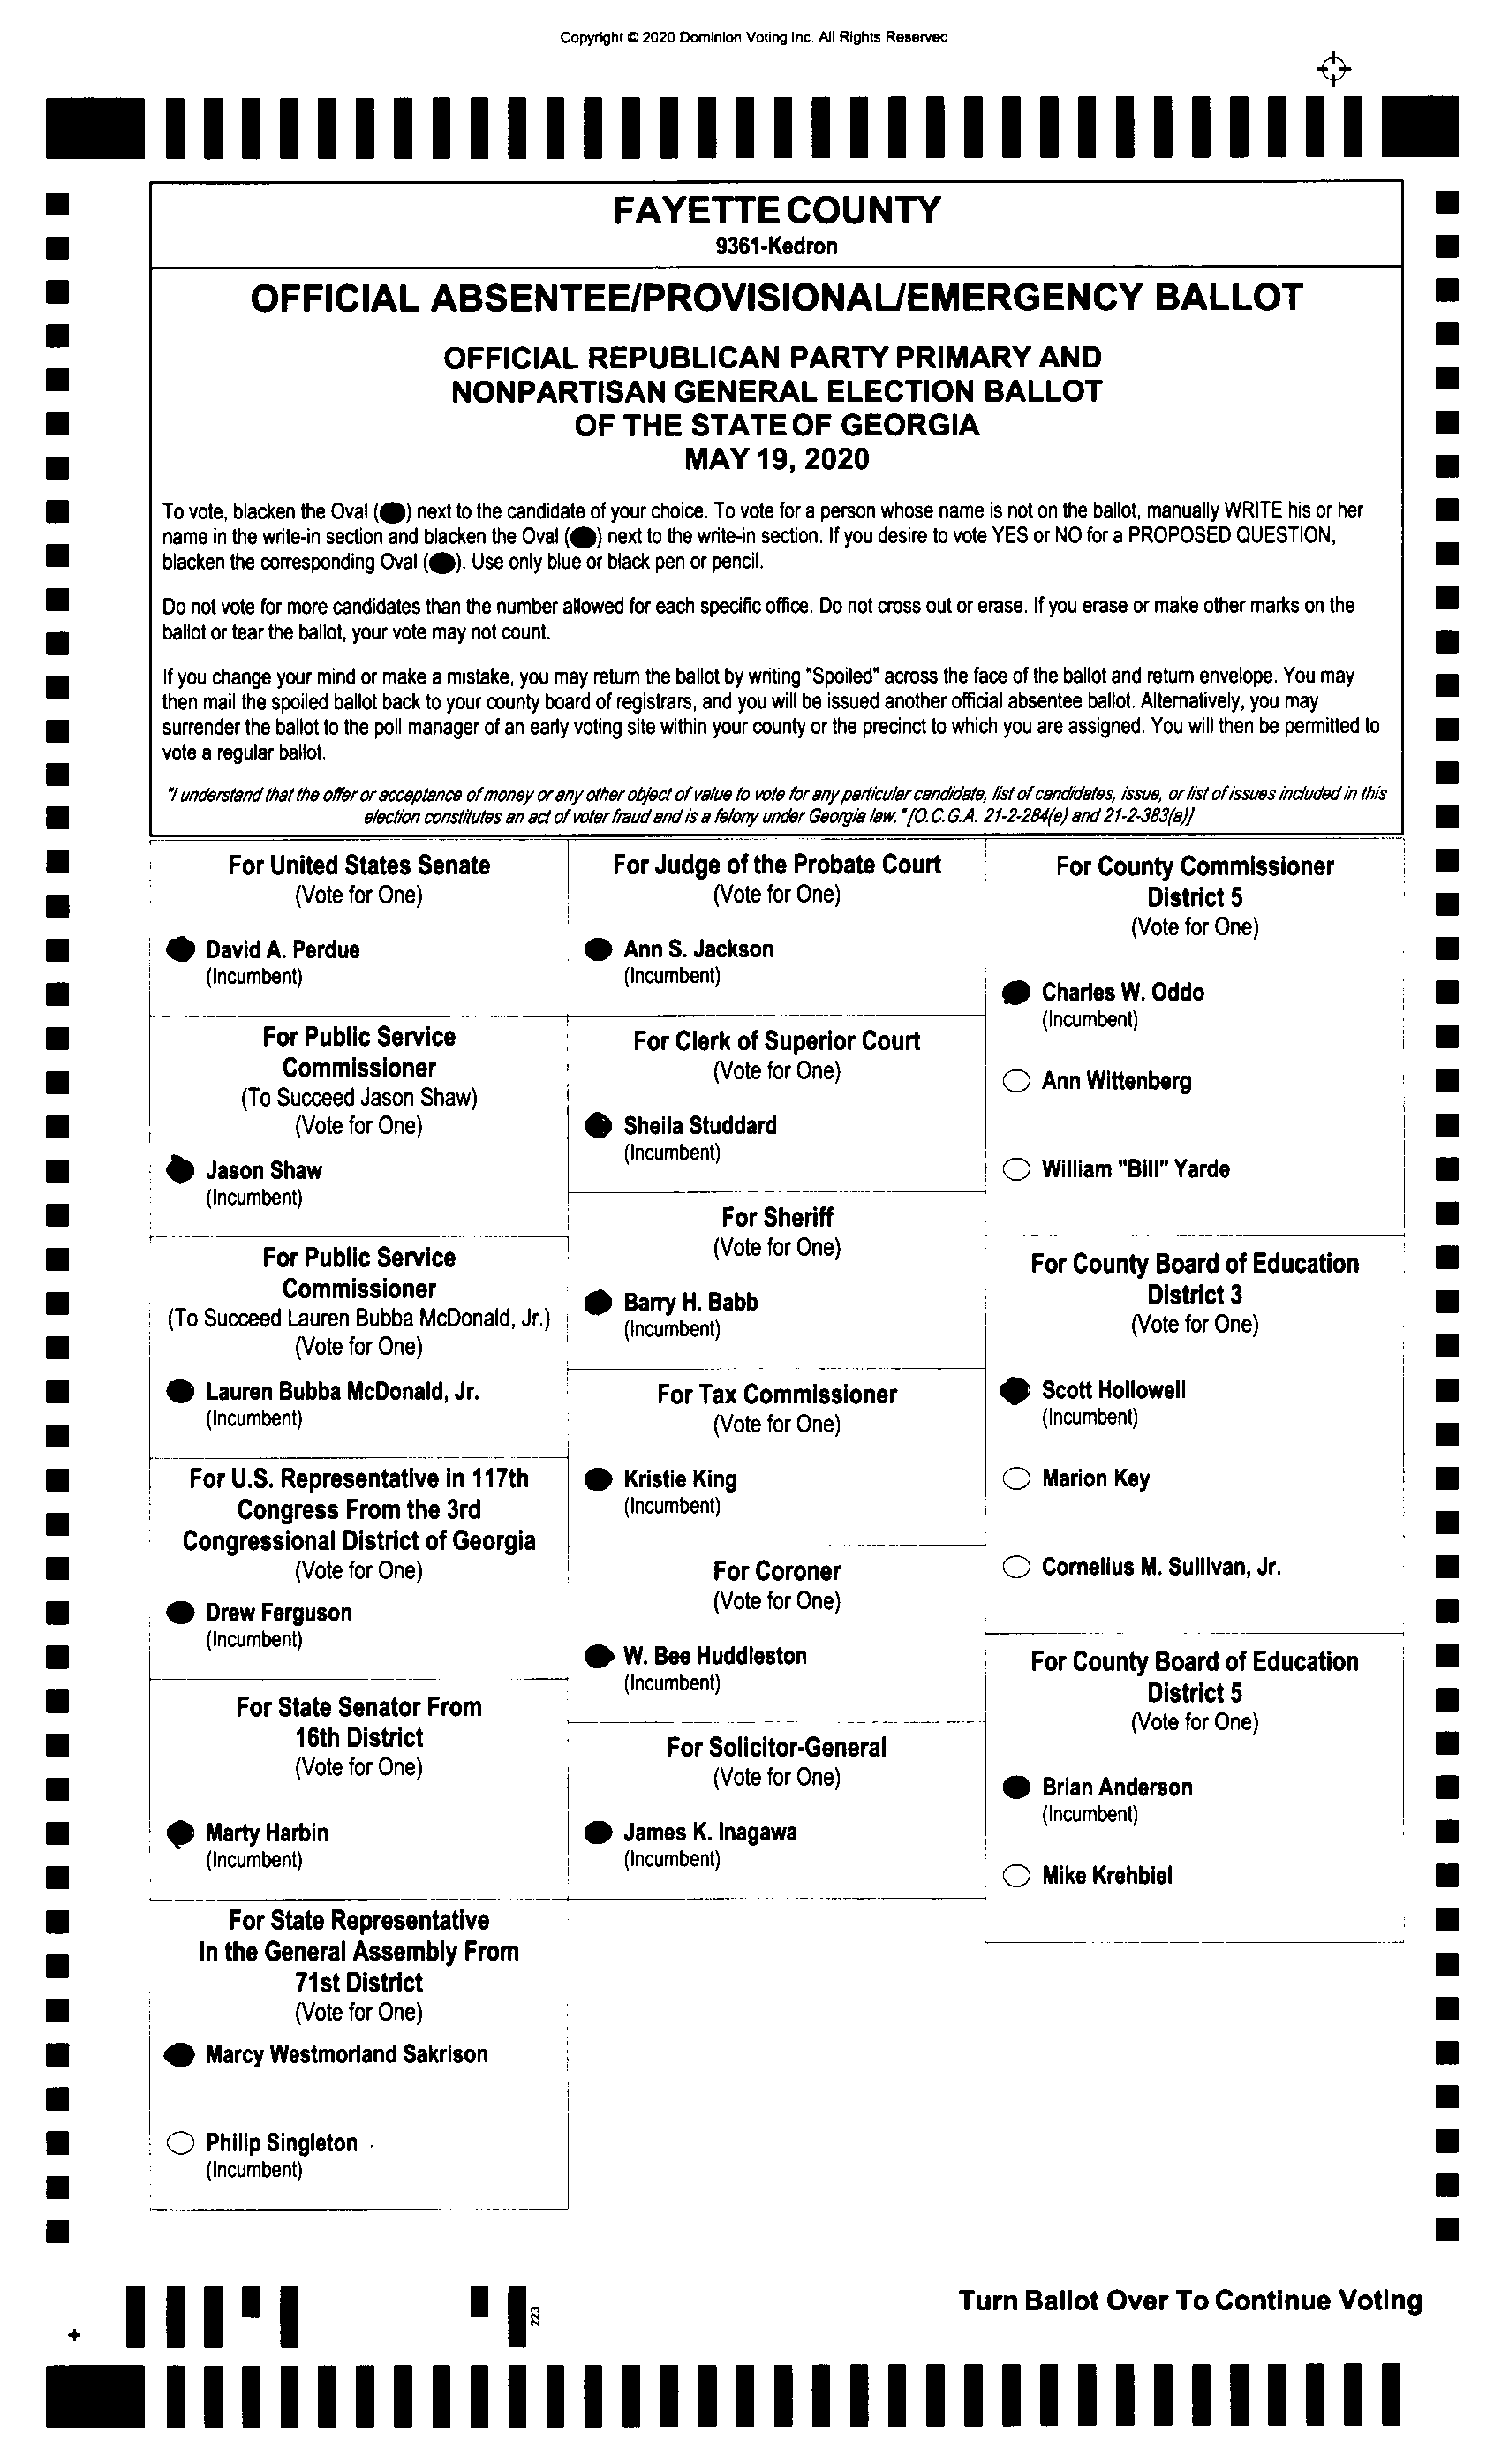 Copyright © 2020 Dominion Voting Inc. All Rights Reserved
FAYETTE COUNTY
9361-Kedron
OFFICIAL ABSENTEE/PROVISIONAL/EMERGENCY BALLOT
OFFICIAL REPUBLICAN PARTY PRIMARY AND
NONPARTISAN GENERAL ELECTION BALLOT
OF THE STATE OF GEORGIA
MAY 19, 2020
To vote, blacken the Oval ( ) next to the candidate of your choice. To vote for a person whose name is not on the ballot, manually WRITE his or her
name in the write-in section and blacken the Oval ( ) next to the write-in section. If you desire to vote YES or NO for a PROPOSED QUESTION,
blacken the corresponding Oval ( ). Use only blue or black pen or pencil.
Do not vote for more candidates than the number allowed for each specific office. Do not cross out or erase. If you erase or make other marks on the
ballot or tear the ballot, your vote may not count.
If you change your mind or make a mistake, you may return the ballot by writing "Spoiled" across the face of the ballot and return envelope. You may
then mail the spoiled ballot back to your county board of registrars, and you will be issued another official absentee ballot. Alternatively, you may
surrender the ballot to the poll manager of an early voting site within your county or the precinct to which you are assigned. You will then be permitted to
vote a regular ballot.
"I understand that the offer or acceptance of money or any other object of value to vote for any particular candidate, list of candidates, issue, or list of issues included in this
election constitutes an act of voter fraud and is a felony under Georgia law." [O.C.G.A. 21-2-284(e) and 21-2-383(a)]
For United States Senate
(Vote for One)
David A. Perdue
(Incumbent)
For Public Service
Commissioner
(To Succeed Jason Shaw)
(Vote for One)
Jason Shaw
(Incumbent)
For Public Service
Commissioner
(To Succeed Lauren Bubba McDonald, Jr.)
(Vote for One)
Lauren Bubba McDonald, Jr.
(Incumbent)
For U.S. Representative in 117th
Congress From the 3rd
Congressional District of Georgia
(Vote for One)
Drew Ferguson
(Incumbent)
For State Senator From
16th District
(Vote for One)
Marty Harbin
(Incumbent)
For State Representative
In the General Assembly From
71st District
(Vote for One)
Marcy Westmorland Sakrison
Philip Singleton
(Incumbent)
For Judge of the Probate Court
(Vote for One)
Ann S. Jackson
(Incumbent)
For Clerk of Superior Court
(Vote for One)
Sheila Studdard
(Incumbent)
For Sheriff
(Vote for One)
Barry H. Babb
(Incumbent)
For Tax Commissioner
(Vote for One)
Kristie King
(Incumbent)
For Coroner
(Vote for One)
W. Bee Huddleston
(Incumbent)
For Solicitor-General
(Vote for One)
James K. Inagawa
(Incumbent)
For County Commissioner
District 5
(Vote for One)
Charles W. Oddo
(Incumbent)
Ann Wittenberg
William "Bill" Yarde
For County Board of Education
District 3
(Vote for One)
Scott Hollowell
(Incumbent)
Marion Key
Cornelius M. Sullivan, Jr.
For County Board of Education
District 5
(Vote for One)
Brian Anderson
(Incumbent)
Mike Krehbiel
Turn Ballot Over To Continue Voting
223